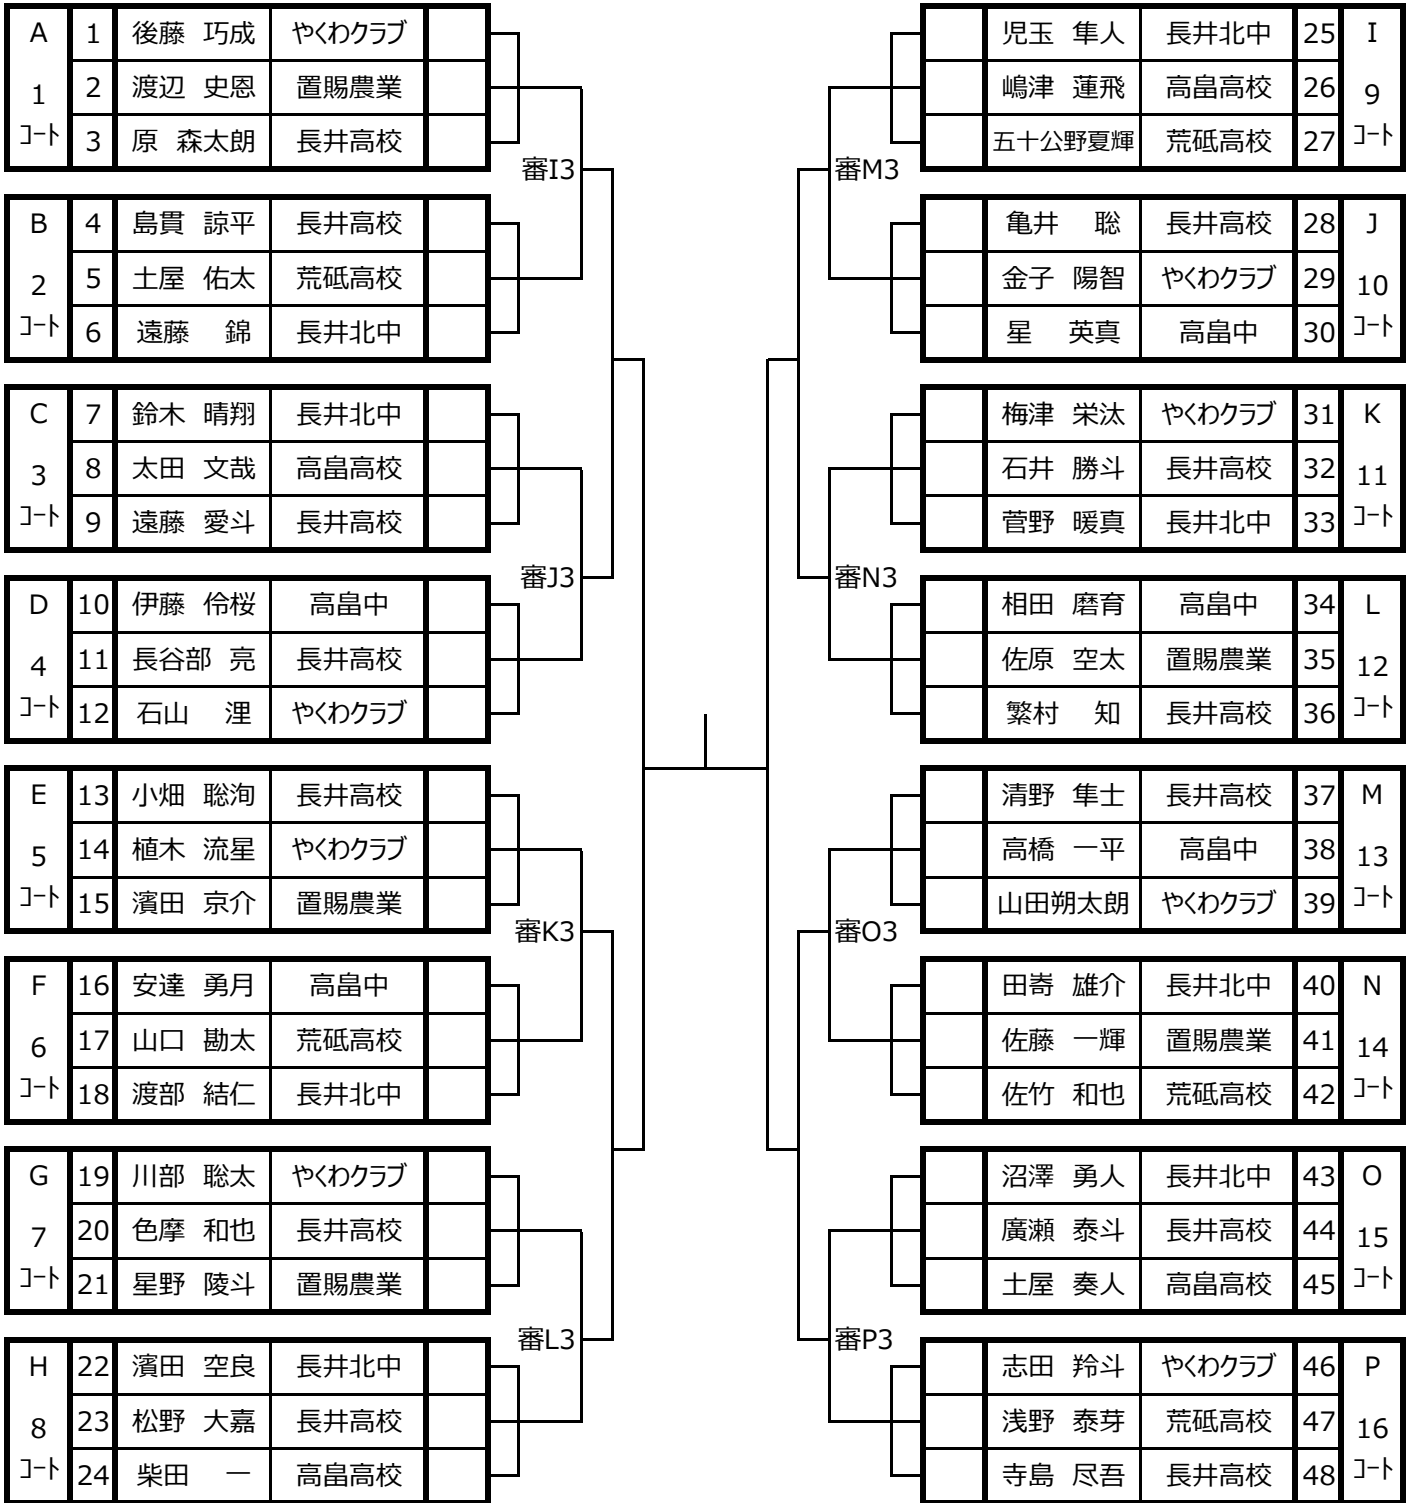 A 1 後藤 巧成 やくわクラブ
1 2 渡辺 史恩 置賜農業
コート 3 原 森太朗 長井高校
審I3
B 4 島貫 諒平 長井高校
2 5 土屋 佑太 荒砥高校
コート 6 遠藤 錦 長井北中
C 7 鈴木 晴翔 長井北中
3 8 太田 文哉 高畠高校
コート 9 遠藤 愛斗 長井高校
審J3
D 10 伊藤 伶桜 高畠中
4 11 長谷部 亮 長井高校
コート 12 石山 浬 やくわクラブ
E 13 小畑 聡洵 長井高校
5 14 植木 流星 やくわクラブ
コート 15 濱田 京介 置賜農業
審K3
F 16 安達 勇月 高畠中
6 17 山口 勘太 荒砥高校
コート 18 渡部 結仁 長井北中
G 19 川部 聡太 やくわクラブ
7 20 色摩 和也 長井高校
コート 21 星野 陵斗 置賜農業
審L3
H 22 濱田 空良 長井北中
8 23 松野 大嘉 長井高校
コート 24 柴田 一 高畠高校
児玉 隼人 長井北中 25 I
嶋津 蓮飛 高畠高校 26 9
五十公野夏輝 荒砥高校 27 コート
審M3
亀井 聡 長井高校 28 J
金子 陽智 やくわクラブ 29 10
星 英真 高畠中 30 コート
梅津 栄汰 やくわクラブ 31 K
石井 勝斗 長井高校 32 11
菅野 暖真 長井北中 33 コート
審N3
相田 磨育 高畠中 34 L
佐原 空太 置賜農業 35 12
繁村 知 長井高校 36 コート
清野 隼士 長井高校 37 M
高橋 一平 高畠中 38 13
山田朔太朗 やくわクラブ 39 コート
審O3
田嵜 雄介 長井北中 40 N
佐藤 一輝 置賜農業 41 14
佐竹 和也 荒砥高校 42 コート
沼澤 勇人 長井北中 43 O
廣瀬 泰斗 長井高校 44 15
土屋 奏人 高畠高校 45 コート
審P3
志田 羚斗 やくわクラブ 46 P
浅野 泰芽 荒砥高校 47 16
寺島 尽吾 長井高校 48 コート